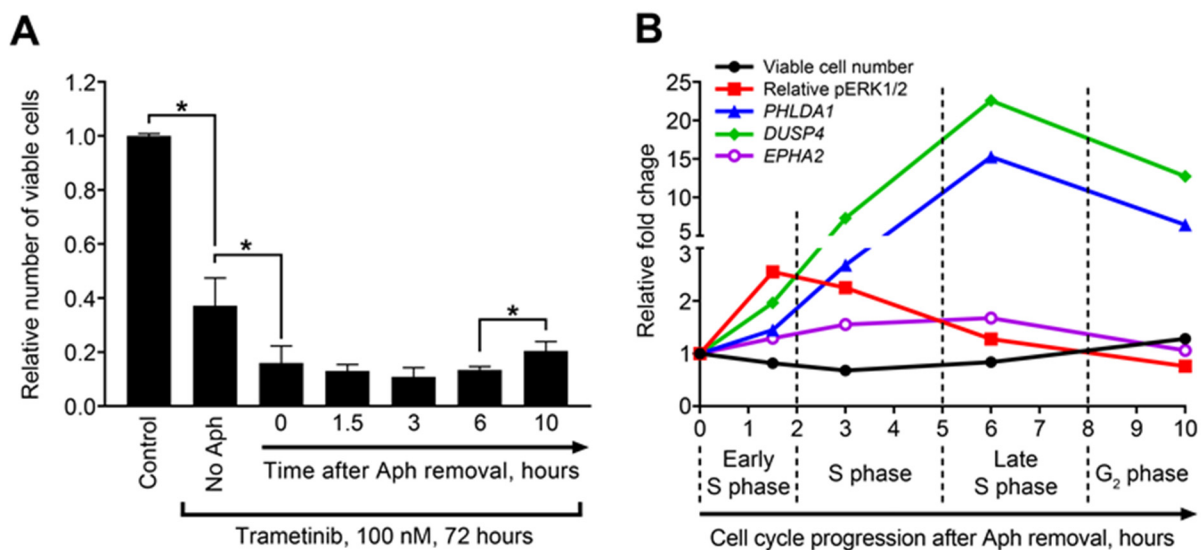 A
Relative number of viable cells
1.2
1.0
0.8
0.6
0.4
0.2
0.0
*
*
*
Control
No Aph
0 1.5 3 6 10
Time after Aph removal, hours
Trametinib, 100 nM, 72 hours
B
Viable cell number
Relative pERK1/2
PHLDA1
DUSP4
EPHA2
Relative fold chage
25
20
15
10
5
3
2
1
0
0 1 2 3 4 5 6 7 8 9 10
Early
S phase
S phase
Late
S phase
G₂ phase
Cell cycle progression after Aph removal, hours